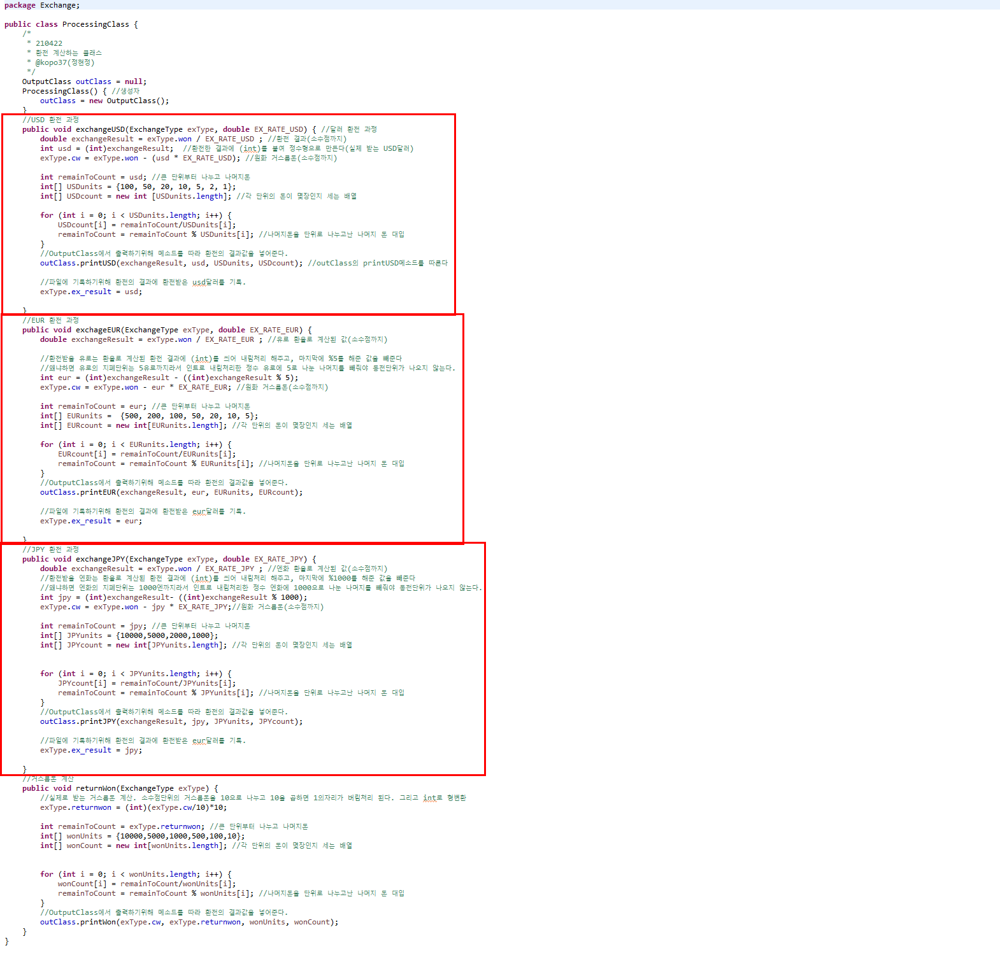 package Exchange;
public class ProcessingClass {
/*
* 210422
* 환전 계산하는 클래스
* @kopo37(정현정)
*/
OutputClass outClass = null;
ProcessingClass() { //생성자
outClass = new OutputClass();
}
//USD 환전 과정
public void exchangeUSD(ExchangeType exType, double EX_RATE_USD) { //달러 환전 과정
double exchangeResult = exType.won / EX_RATE_USD ; //환전 결과(소수점까지)
int usd = (int)exchangeResult;  //환전한 결과에 (int)를 붙여 정수형으로 만든다(실제 받는 USD달러)
exType.cw = exType.won - (usd * EX_RATE_USD); //원화 거스름돈(소수점까지)
int remainToCount = usd; //큰 단위부터 나누고 나머지돈
int[] USDunits = {100, 50, 20, 10, 5, 2, 1};
int[] USDcount = new int [USDunits.length]; //각 단위의 돈이 몇장인지 세는 배열
for (int i = 0; i < USDunits.length; i++) {
USDcount[i] = remainToCount/USDunits[i];
remainToCount = remainToCount % USDunits[i]; //나머지돈을 단위로 나누고난 나머지 돈 대입
}
//OutputClass에서 출력하기위해 메소드를 따라 환전의 결과값을 넣어준다.
outClass.printUSD(exchangeResult, usd, USDunits, USDcount); //outClass의 printUSD메소드를 따른다
//파일에 기록하기위해 환전의 결과에 환전받은 usd달러를 기록.
exType.ex_result = usd;
}
//EUR 환전 과정
public void exchageEUR(ExchangeType exType, double EX_RATE_EUR) {
double exchangeResult = exType.won / EX_RATE_EUR ; //유로 환율로 계산된 값(소수점까지)
//환전받을 유로는 환율로 계산된 환전 결과에 (int)를 씌어 내림처리 해주고, 마지막에 %5를 해준 값을 빼준다
//왜냐하면 유로의 지폐단위는 5유로까지라서 인트로 내림처리한 정수 유로에 5로 나눈 나머지를 빼줘야 동전단위가 나오지 않는다.
int eur = (int)exchangeResult - ((int)exchangeResult % 5);
exType.cw = exType.won - eur * EX_RATE_EUR; //원화 거스름돈(소수점까지)
int remainToCount = eur; //큰 단위부터 나누고 나머지돈
int[] EURunits =  {500, 200, 100, 50, 20, 10, 5};
int[] EURcount = new int[EURunits.length]; //각 단위의 돈이 몇장인지 세는 배열
for (int i = 0; i < EURunits.length; i++) {
EURcount[i] = remainToCount/EURunits[i];
remainToCount = remainToCount % EURunits[i]; //나머지돈을 단위로 나누고난 나머지 돈 대입
}
//OutputClass에서 출력하기위해 메소드를 따라 환전의 결과값을 넣어준다.
outClass.printEUR(exchangeResult, eur, EURunits, EURcount);
//파일에 기록하기위해 환전의 결과에 환전받은 eur달러를 기록.
exType.ex_result = eur;
}
//JPY 환전 과정
public void exchangeJPY(ExchangeType exType, double EX_RATE_JPY) {
double exchangeResult = exType.won / EX_RATE_JPY ; //엔화 환율로 계산된 값(소수점까지)
//환전받을 엔화는 환율로 계산된 환전 결과에 (int)를 씌어 내림처리 해주고, 마지막에 %1000를 해준 값을 빼준다
//왜냐하면 엔화의 지폐단위는 1000엔까지라서 인트로 내림처리한 정수 엔화에 1000으로 나눈 나머지를 빼줘야 동전단위가 나오지 않는다.
int jpy = (int)exchangeResult- ((int)exchangeResult % 1000);
exType.cw = exType.won - jpy * EX_RATE_JPY;//원화 거스름돈(소수점까지)
int remainToCount = jpy; //큰 단위부터 나누고 나머지돈
int[] JPYunits = {10000,5000,2000,1000};
int[] JPYcount = new int[JPYunits.length]; //각 단위의 돈이 몇장인지 세는 배열
for (int i = 0; i < JPYunits.length; i++) {
JPYcount[i] = remainToCount/JPYunits[i];
remainToCount = remainToCount % JPYunits[i]; //나머지돈을 단위로 나누고난 나머지 돈 대입
}
//OutputClass에서 출력하기위해 메소드를 따라 환전의 결과값을 넣어준다.
outClass.printJPY(exchangeResult, jpy, JPYunits, JPYcount);
//파일에 기록하기위해 환전의 결과에 환전받은 eur달러를 기록.
exType.ex_result = jpy;
}
//거스름돈 계산
public void returnWon(ExchangeType exType) {
//실제로 받는 거스름돈 계산. 소수점단위의 거스름돈을 10으로 나누고 10을 곱하면 1의자리가 버림처리 된다. 그리고 int로 형변환
exType.returnwon = (int)(exType.cw/10)*10;
int remainToCount = exType.returnwon; //큰 단위부터 나누고 나머지돈
int[] wonUnits = {10000,5000,1000,500,100,10};
int[] wonCount = new int[wonUnits.length]; //각 단위의 돈이 몇장인지 세는 배열
for (int i = 0; i < wonUnits.length; i++) {
wonCount[i] = remainToCount/wonUnits[i];
remainToCount = remainToCount % wonUnits[i]; //나머지돈을 단위로 나누고난 나머지 돈 대입
}
//OutputClass에서 출력하기위해 메소드를 따라 환전의 결과값을 넣어준다.
outClass.printWon(exType.cw, exType.returnwon, wonUnits, wonCount);
}
}